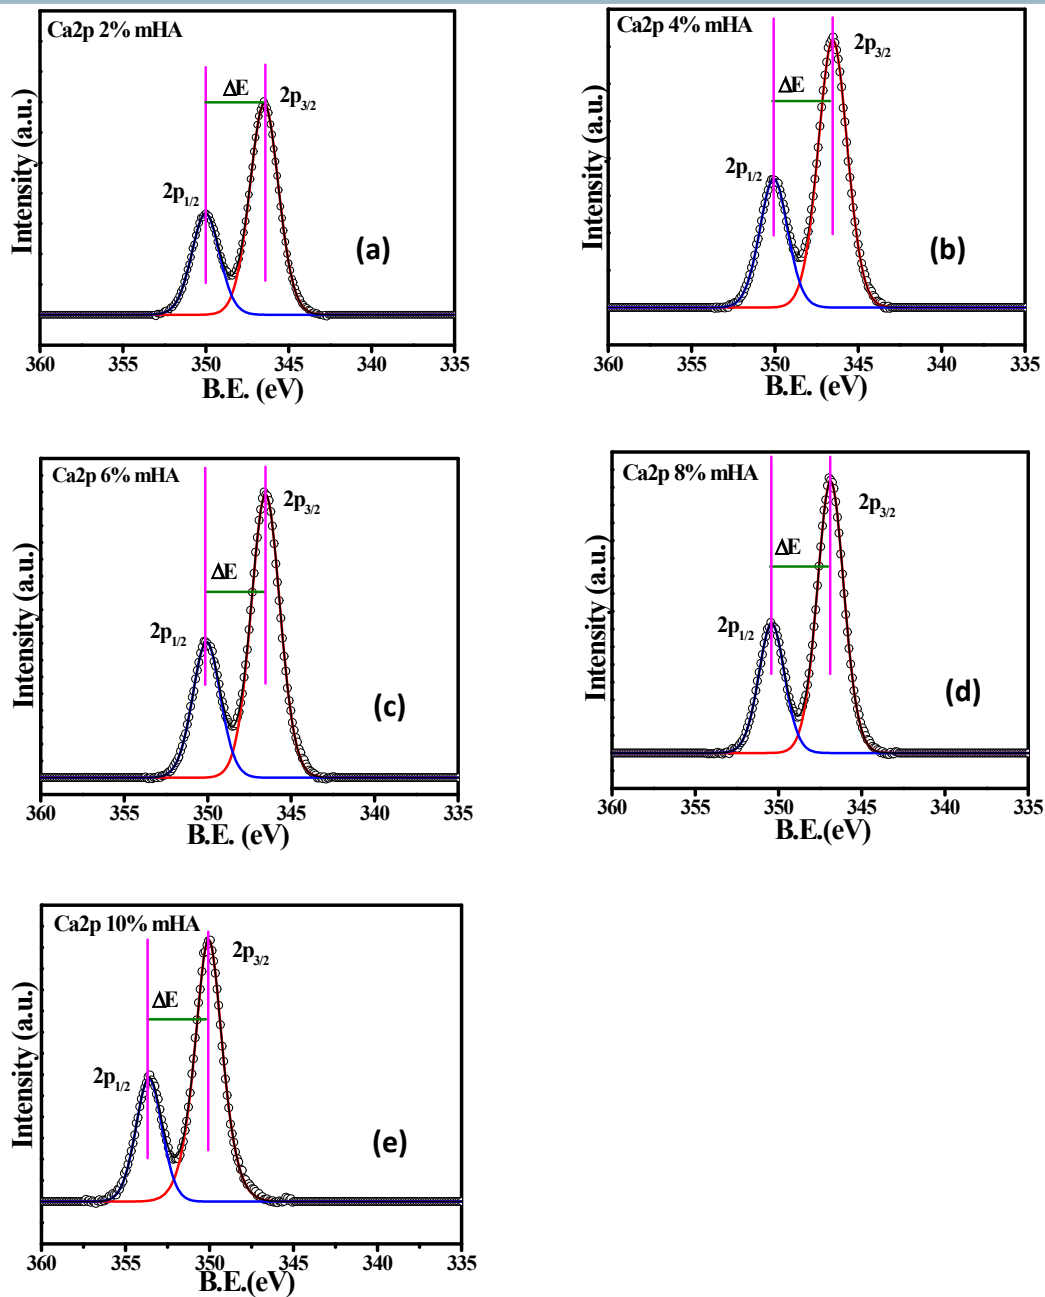 Ca2p 2% mHA
ΔE
2p3/2
2p1/2
(a)
Intensity (a.u.)
360 355 350 345 340 335
B.E. (eV)
Ca2p 4% mHA
2p3/2
ΔE
2p1/2
(b)
Intensity (a.u.)
360 355 350 345 340 335
B.E. (eV)
Ca2p 6% mHA
2p3/2
ΔE
2p1/2
(c)
Intensity (a.u.)
360 355 350 345 340 335
B.E. (eV)
Ca2p 8% mHA
2p3/2
ΔE
2p1/2
(d)
Intensity (a.u.)
360 355 350 345 340 335
B.E.(eV)
Ca2p 10% mHA
2p3/2
ΔE
2p1/2
(e)
Intensity (a.u.)
360 355 350 345 340 335
B.E.(eV)